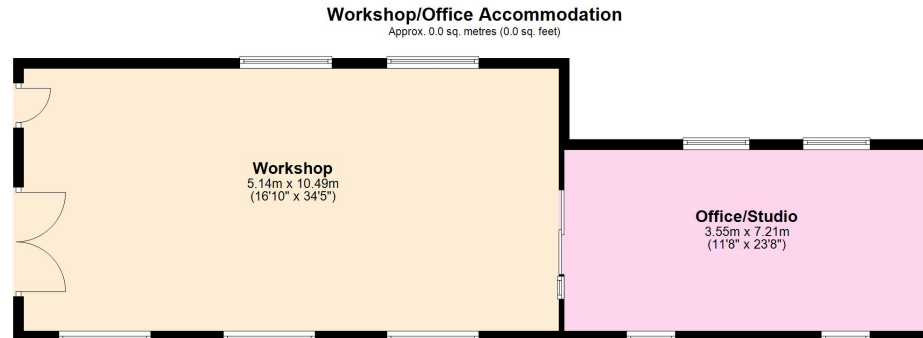 Workshop/Office Accommodation
Approx. 0.0 sq. metres (0.0 sq. feet)
Workshop
5.14m x 10.49m
(16'10" x 34'5")
Office/Studio
3.55m x 7.21m
(11'8" x 23'8")